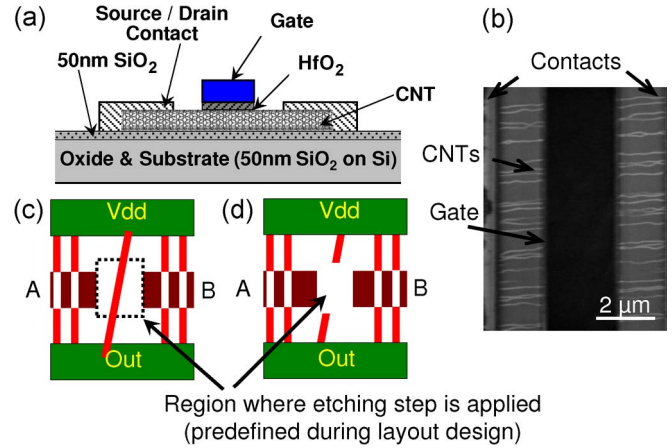 (a)
Source / Drain
Contact
Gate
50nm SiO2
HfO2
CNT
Oxide & Substrate (50nm SiO2 on Si)
(b)
Contacts
CNTs
Gate
2 µm
(c)
Vdd
A
B
Out
(d)
Vdd
A
B
Out
Region where etching step is applied
(predefined during layout design)